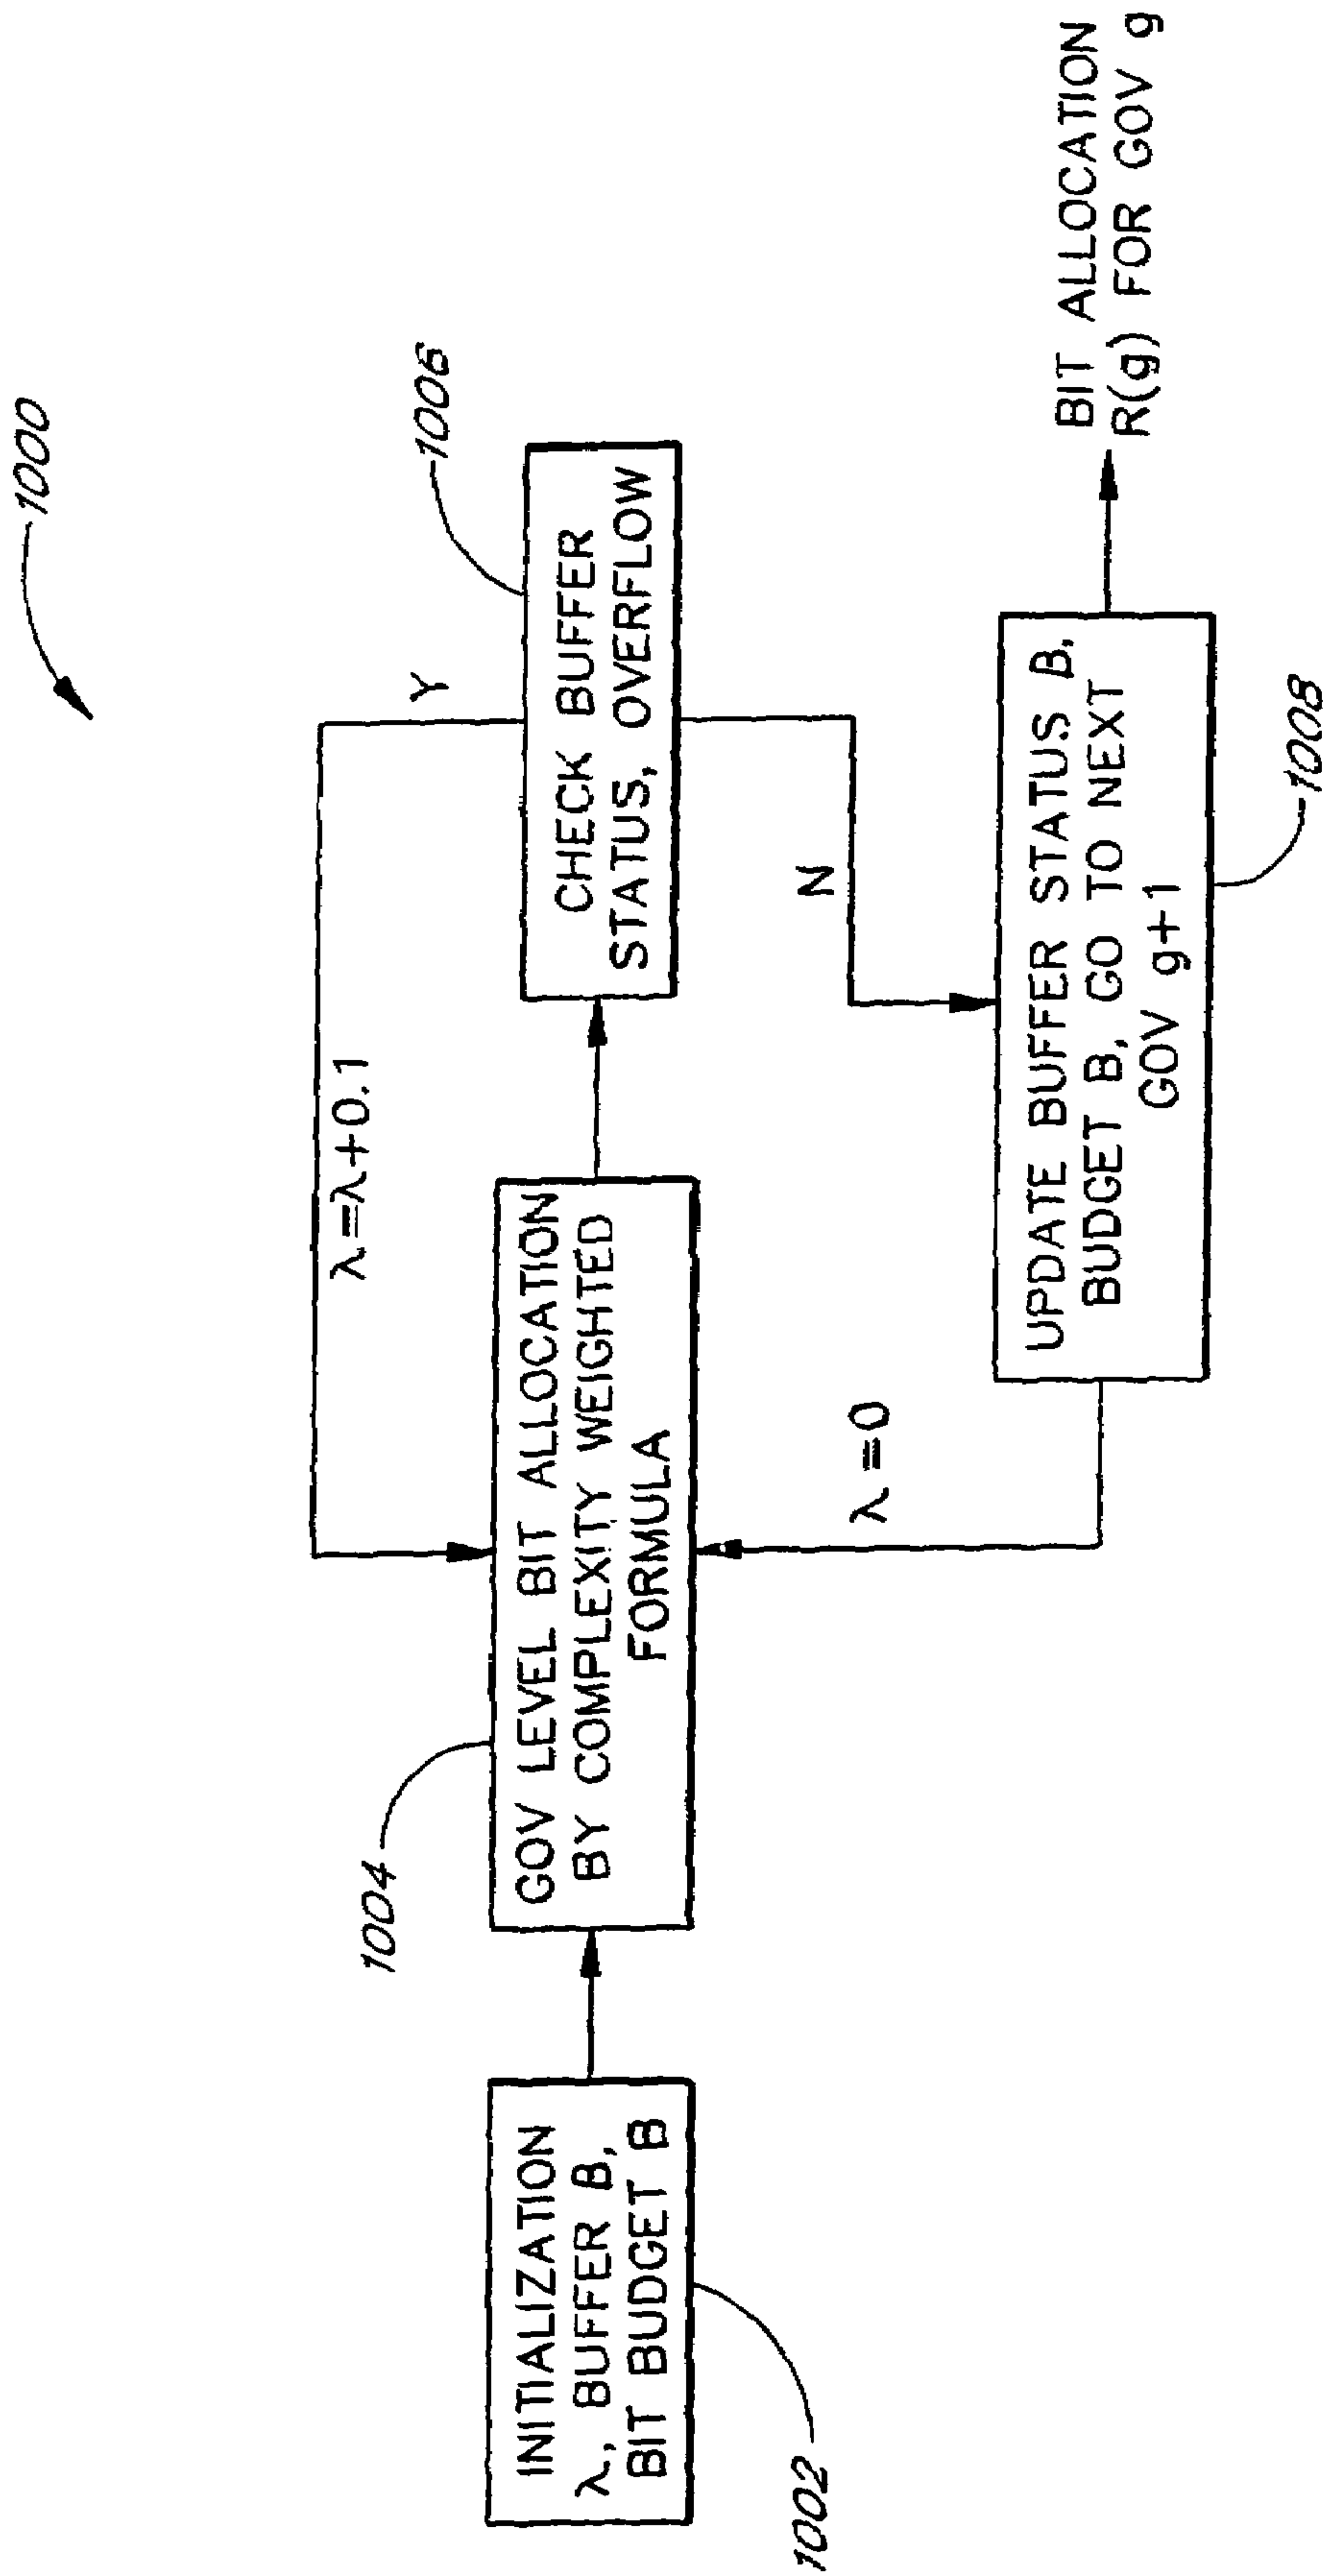 1000
INITIALIZATION
λ, BUFFER B,
BIT BUDGET B
1002
GOV LEVEL BIT ALLOCATION
BY COMPLEXITY WEIGHTED
FORMULA
1004
λ=λ+0.1
Y
CHECK BUFFER
STATUS, OVERFLOW
1006
N
λ=0
UPDATE BUFFER STATUS B,
BUDGET B, GO TO NEXT
GOV g+1
1008
BIT ALLOCATION
R(g) FOR GOV g